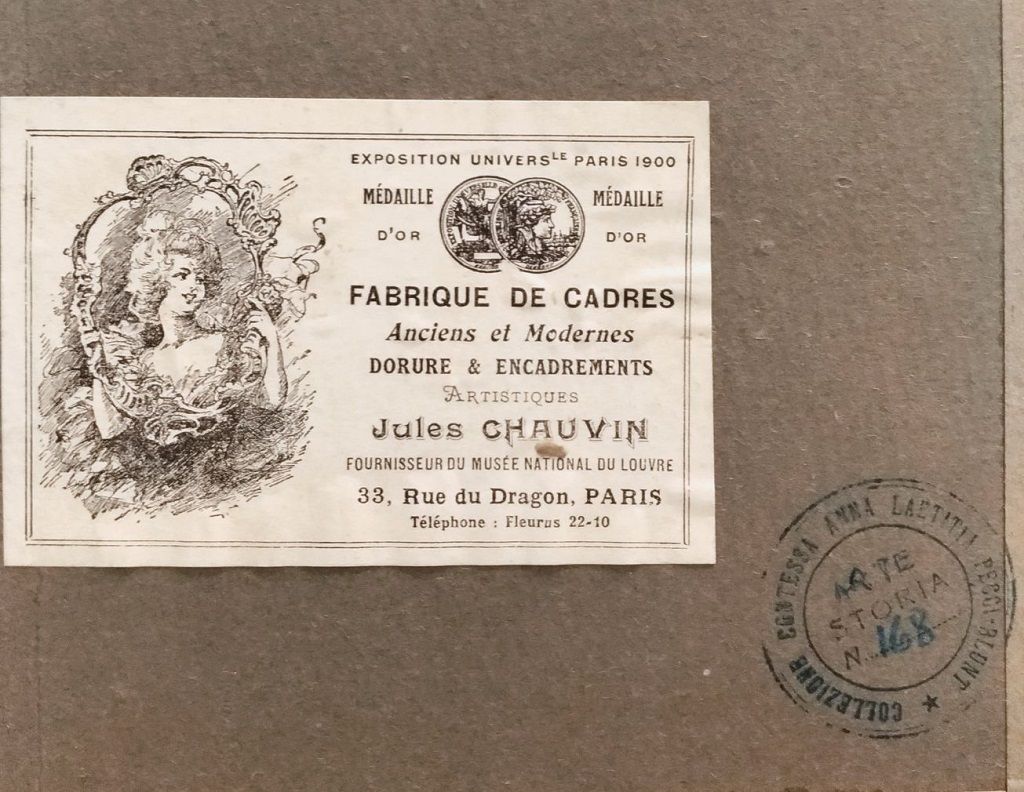 EXPOSITION UNIVERSLE PARIS 1900
MÉDAILLE
D'OR
MÉDAILLE
D'OR
FABRIQUE DE CADRES
Anciens et Modernes
DORURE & ENCADREMENTS
ARTISTIQUES
Jules CHAUVIN
FOURNISSEUR DU MUSÉE NATIONAL DU LOUVRE
33, Rue du Dragon, PARIS
Téléphone : Fleurus 22-10
COLLEZIONE CONTESSA ANNA LAETITIA PECCI-BLUNT ★
ARTE
STORIA
N. 168